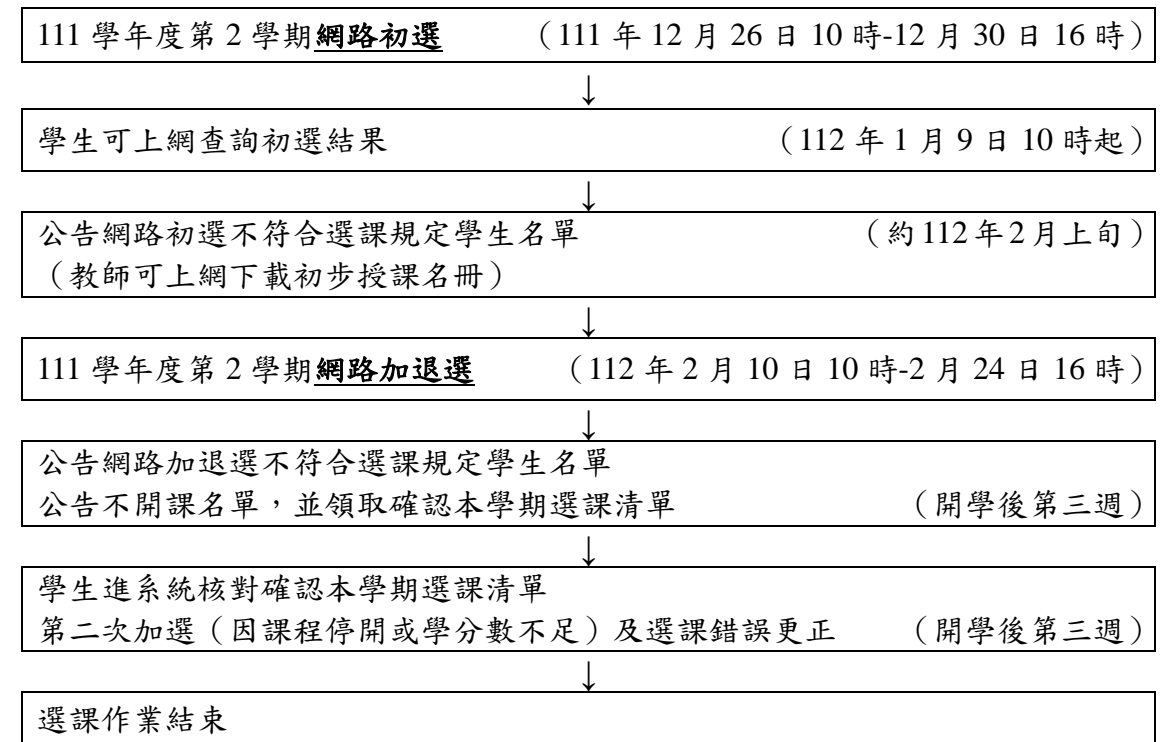 111 學年度第 2 學期網路初選 （111 年 12 月 26 日 10 時-12 月 30 日 16 時）
↓
學生可上網查詢初選結果 （112 年 1 月 9 日 10 時起）
↓
公告網路初選不符合選課規定學生名單 （約 112 年 2 月上旬）
（教師可上網下載初步授課名冊）
↓
111 學年度第 2 學期網路加退選 （112 年 2 月 10 日 10 時-2 月 24 日 16 時）
↓
公告網路加退選不符合選課規定學生名單
公告不開課名單，並領取確認本學期選課清單 （開學後第三週）
↓
學生進系統核對確認本學期選課清單
第二次加選（因課程停開或學分數不足）及選課錯誤更正 （開學後第三週）
↓
選課作業結束